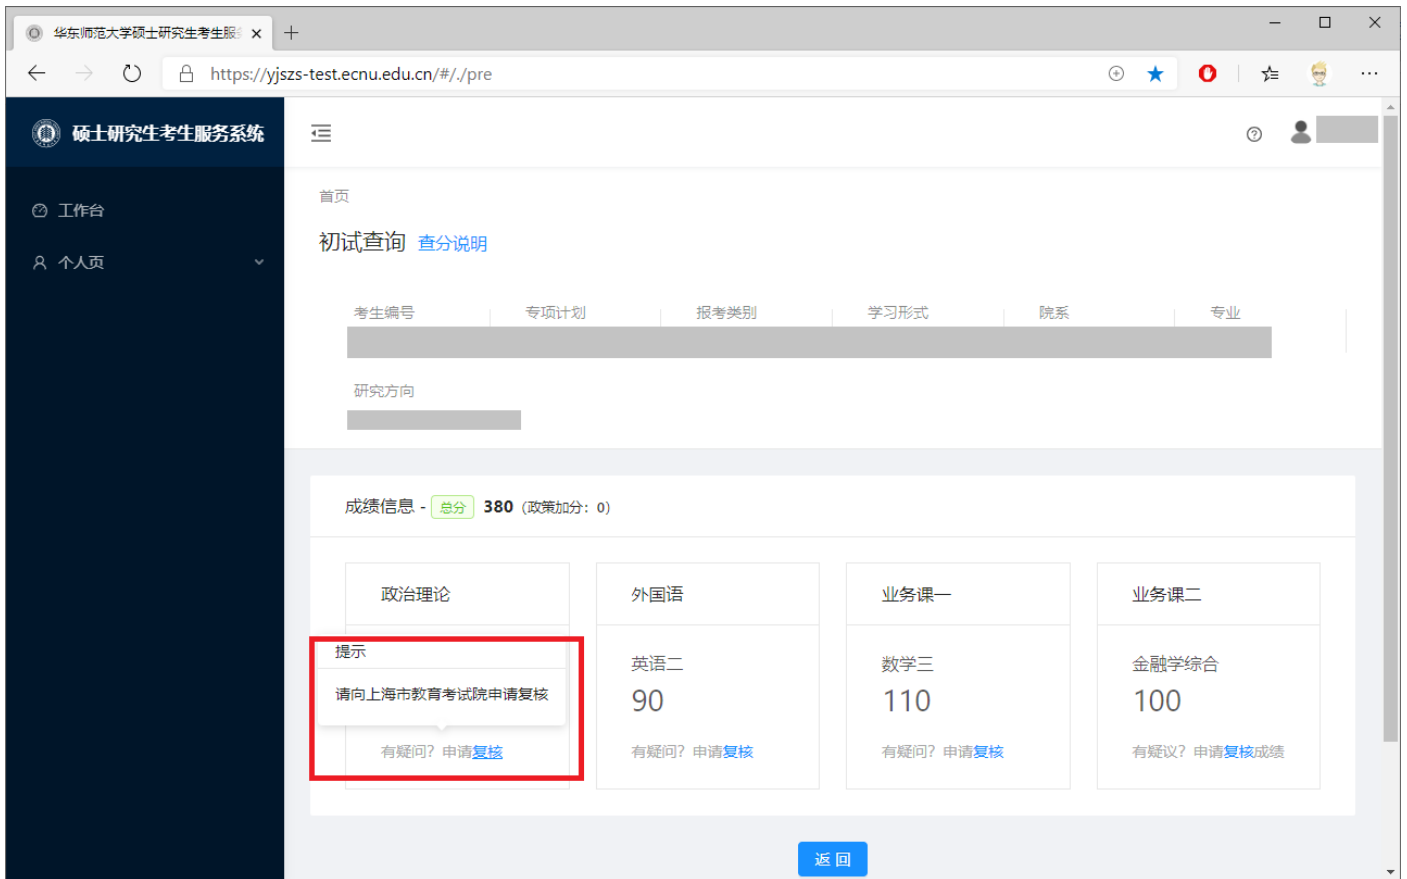 华东师范大学硕士研究生考生服
https://yjszs-test.ecnu.edu.cn/#/./pre
硕士研究生考生服务系统
工作台
个人页
首页
初试查询 查分说明
考生编号 专项计划 报考类别 学习形式 院系 专业
研究方向
成绩信息 - 总分 380 (政策加分：0)
政治理论 外国语 业务课一 业务课二
提示
请向上海市教育考试院申请复核
英语二 数学三 金融学综合
90 110 100
有疑问？申请复核 有疑问？申请复核 有疑问？申请复核 有疑议？申请复核成绩
返 回